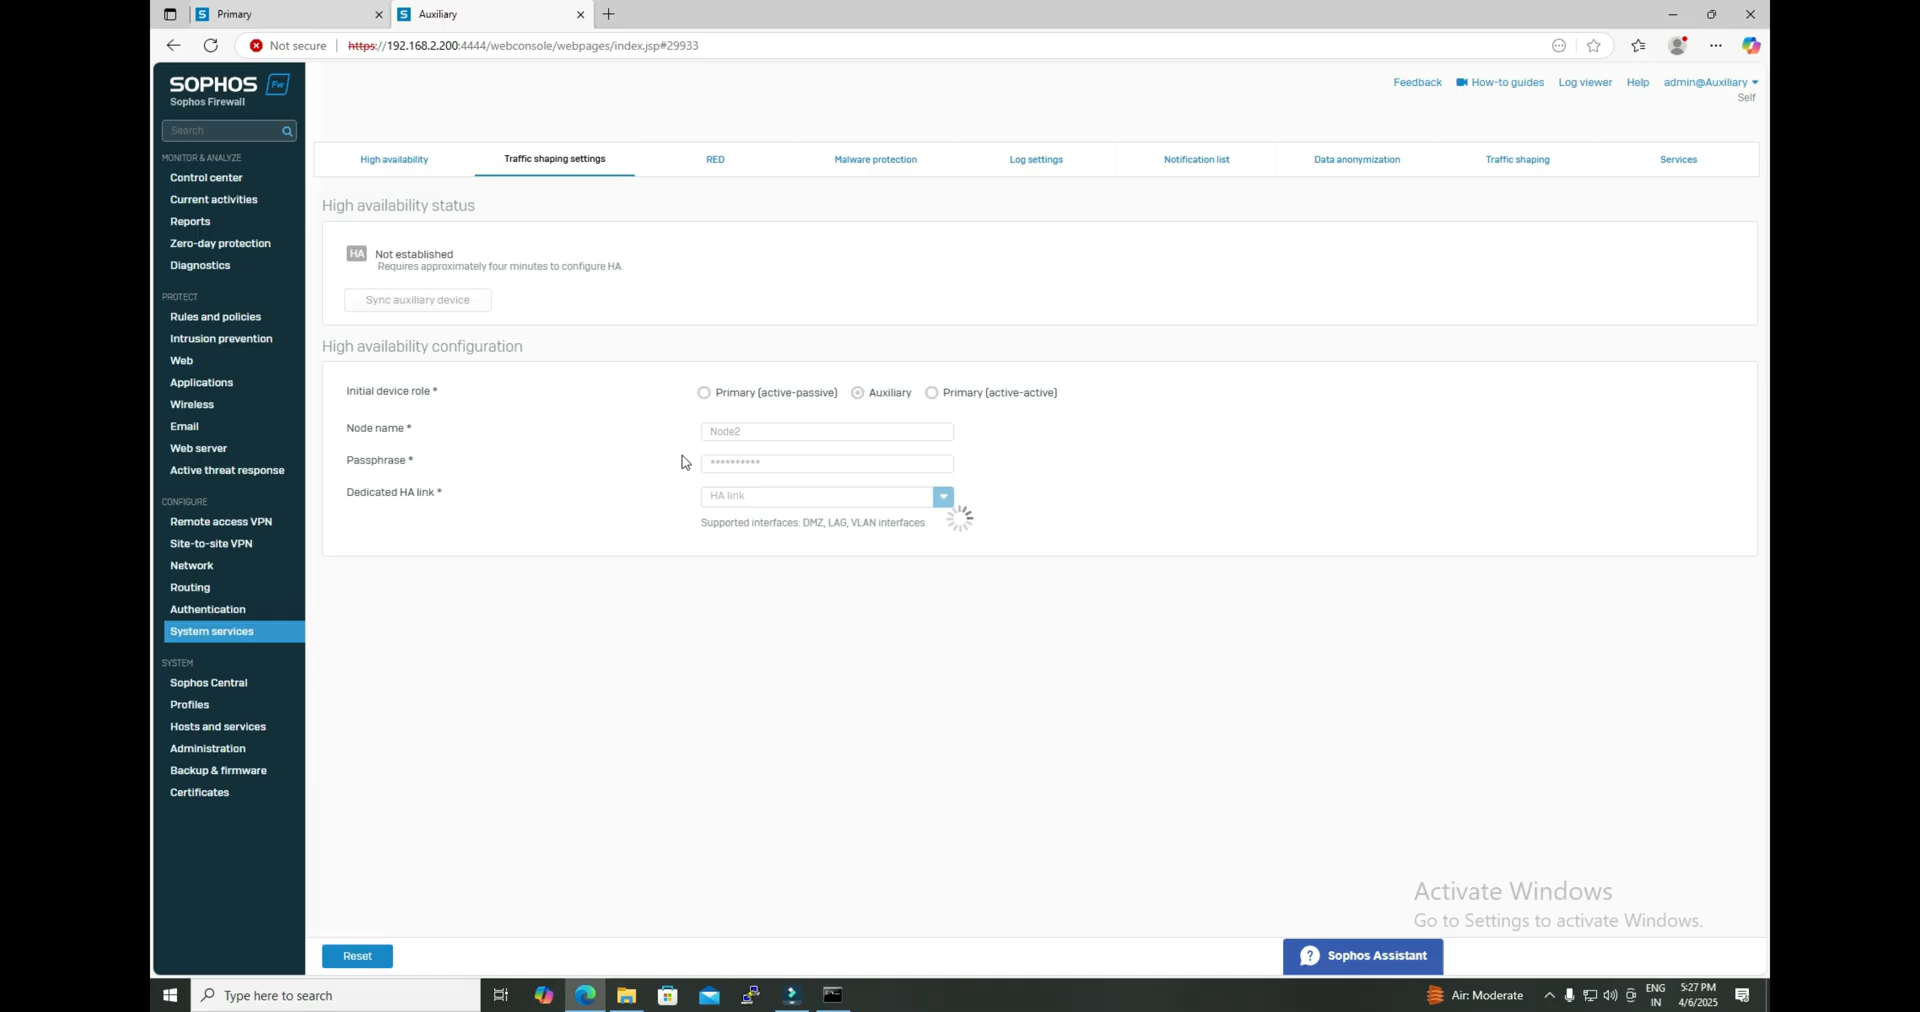 Primary
Auxiliary
Not secure
https://192.168.2.200:4444/webconsole/webpages/index.jsp#29933
SOPHOS Fw
Sophos Firewall
Search
Feedback
How-to guides
Log viewer
Help
admin@Auxiliary
Self
MONITOR & ANALYZE
Control center
Current activities
Reports
Zero-day protection
Diagnostics
PROTECT
Rules and policies
Intrusion prevention
Web
Applications
Wireless
Email
Web server
Active threat response
CONFIGURE
Remote access VPN
Site-to-site VPN
Network
Routing
Authentication
System services
SYSTEM
Sophos Central
Profiles
Hosts and services
Administration
Backup & firmware
Certificates
High availability
Traffic shaping settings
RED
Malware protection
Log settings
Notification list
Data anonymization
Traffic shaping
Services
High availability status
HA Not established
Requires approximately four minutes to configure HA.
Sync auxiliary device
High availability configuration
Initial device role *
Primary (active-passive)
Auxiliary
Primary (active-active)
Node name *
Node2
Passphrase *
**********
Dedicated HA link *
HA link
Supported interfaces: DMZ, LAG, VLAN interfaces
Activate Windows
Go to Settings to activate Windows.
Reset
? Sophos Assistant
Type here to search
Air: Moderate
ENG
IN
5:27 PM
4/6/2025